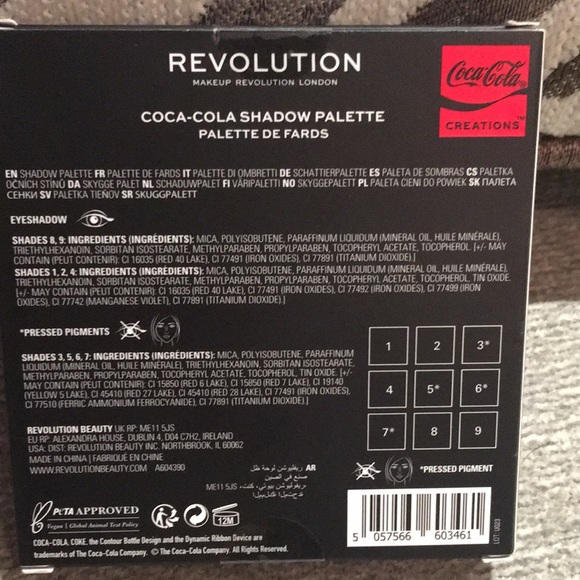 REVOLUTION
MAKEUP REVOLUTION LONDON
Coca-Cola
CREATIONS™
COCA-COLA SHADOW PALETTE
PALETTE DE FARDS
EN SHADOW PALETTE FR PALETTE DE FARDS IT PALETTE DI OMBRETTI DE SCHATTIERPALETTE ES PALETA DE SOMBRAS CS PALETKA
OČNÍCH STÍNŮ DA SKYGGE PALET NL SCHADUWPALET FI VÄRIPALETTI NO SKYGGEPALETT PL PALETA CIENI DO POWIEK SK ПАЛЕТА
СЕНКИ SV PALETKA TIEŇOV SR SKUGGPALETT
EYESHADOW
SHADES 8, 9: INGREDIENTS (INGRÉDIENTS): MICA, POLYISOBUTENE, PARAFFINUM LIQUIDUM (MINERAL OIL, HUILE MINÉRALE),
TRIETHYLHEXANOIN, SORBITAN ISOSTEARATE, METHYLPARABEN, PROPYLPARABEN, TOCOPHERYL ACETATE, TOCOPHEROL. [+/- MAY
CONTAIN (PEUT CONTENIR): CI 16035 (RED 40 LAKE), CI 77491 (IRON OXIDES), CI 77891 (TITANIUM DIOXIDE).]
SHADES 1, 2, 4: INGREDIENTS (INGRÉDIENTS): MICA, POLYISOBUTENE, PARAFFINUM LIQUIDUM (MINERAL OIL, HUILE MINÉRALE),
TRIETHYLHEXANOIN, SORBITAN ISOSTEARATE, METHYLPARABEN, PROPYLPARABEN, TOCOPHERYL ACETATE, TOCOPHEROL, TIN OXIDE.
[+/- MAY CONTAIN (PEUT CONTENIR): CI 16035 (RED 40 LAKE), CI 77491 (IRON OXIDES), CI 77492 (IRON OXIDES), CI 77499 (IRON
OXIDES), CI 77742 (MANGANESE VIOLET), CI 77891 (TITANIUM DIOXIDE).]
*PRESSED PIGMENTS
SHADES 3, 5, 6, 7: INGREDIENTS (INGRÉDIENTS): MICA, POLYISOBUTENE, PARAFFINUM
LIQUIDUM (MINERAL OIL, HUILE MINÉRALE), TRIETHYLHEXANOIN, SORBITAN ISOSTEARATE,
METHYLPARABEN, PROPYLPARABEN, TOCOPHERYL ACETATE, TOCOPHEROL, TIN OXIDE. [+/-
MAY CONTAIN (PEUT CONTENIR): CI 15850 (RED 6 LAKE), CI 15850 (RED 7 LAKE), CI 19140
(YELLOW 5 LAKE), CI 45410 (RED 27 LAKE), CI 45410 (RED 28 LAKE), CI 77491 (IRON OXIDES),
CI 77510 (FERRIC AMMONIUM FERROCYANIDE), CI 77891 (TITANIUM DIOXIDE).]
1 2 3*
4 5* 6*
7* 8 9
*PRESSED PIGMENT
REVOLUTION BEAUTY UK RP: ME11 5JS
EU RP: ALEXANDRA HOUSE, DUBLIN 4, D04 C7H2, IRELAND
USA: DIST: REVOLUTION BEAUTY INC. NORTHBROOK, IL 60062
MADE IN CHINA | FABRIQUÉ EN CHINE
WWW.REVOLUTIONBEAUTY.COM A604390
AR ريفليوشن لوحة ظل
صنع في الصين
ME11 5JS
PeTA APPROVED
Vegan | Global Animal Test Policy
12M
COCA-COLA, COKE, the Contour Bottle Design and the Dynamic Ribbon Device are
trademarks of The Coca-Cola Company. © The Coca-Cola Company. All Rights Reserved.
5 057566 603461
LOT: U023